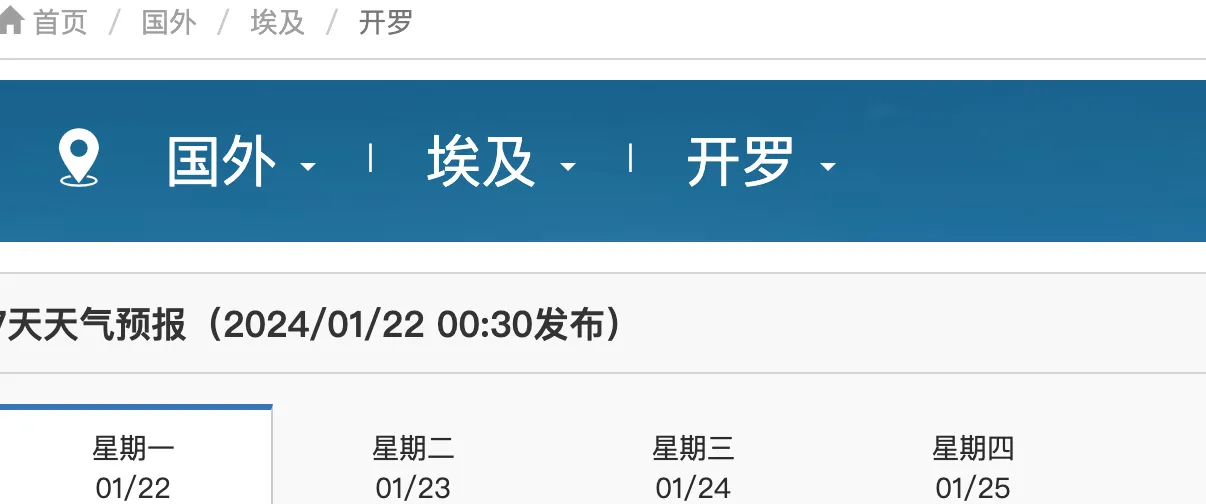 首页 / 国外 / 埃及 / 开罗
国外 | 埃及 | 开罗
7天天气预报（2024/01/22 00:30发布）
星期一 星期二 星期三 星期四
01/22 01/23 01/24 01/25